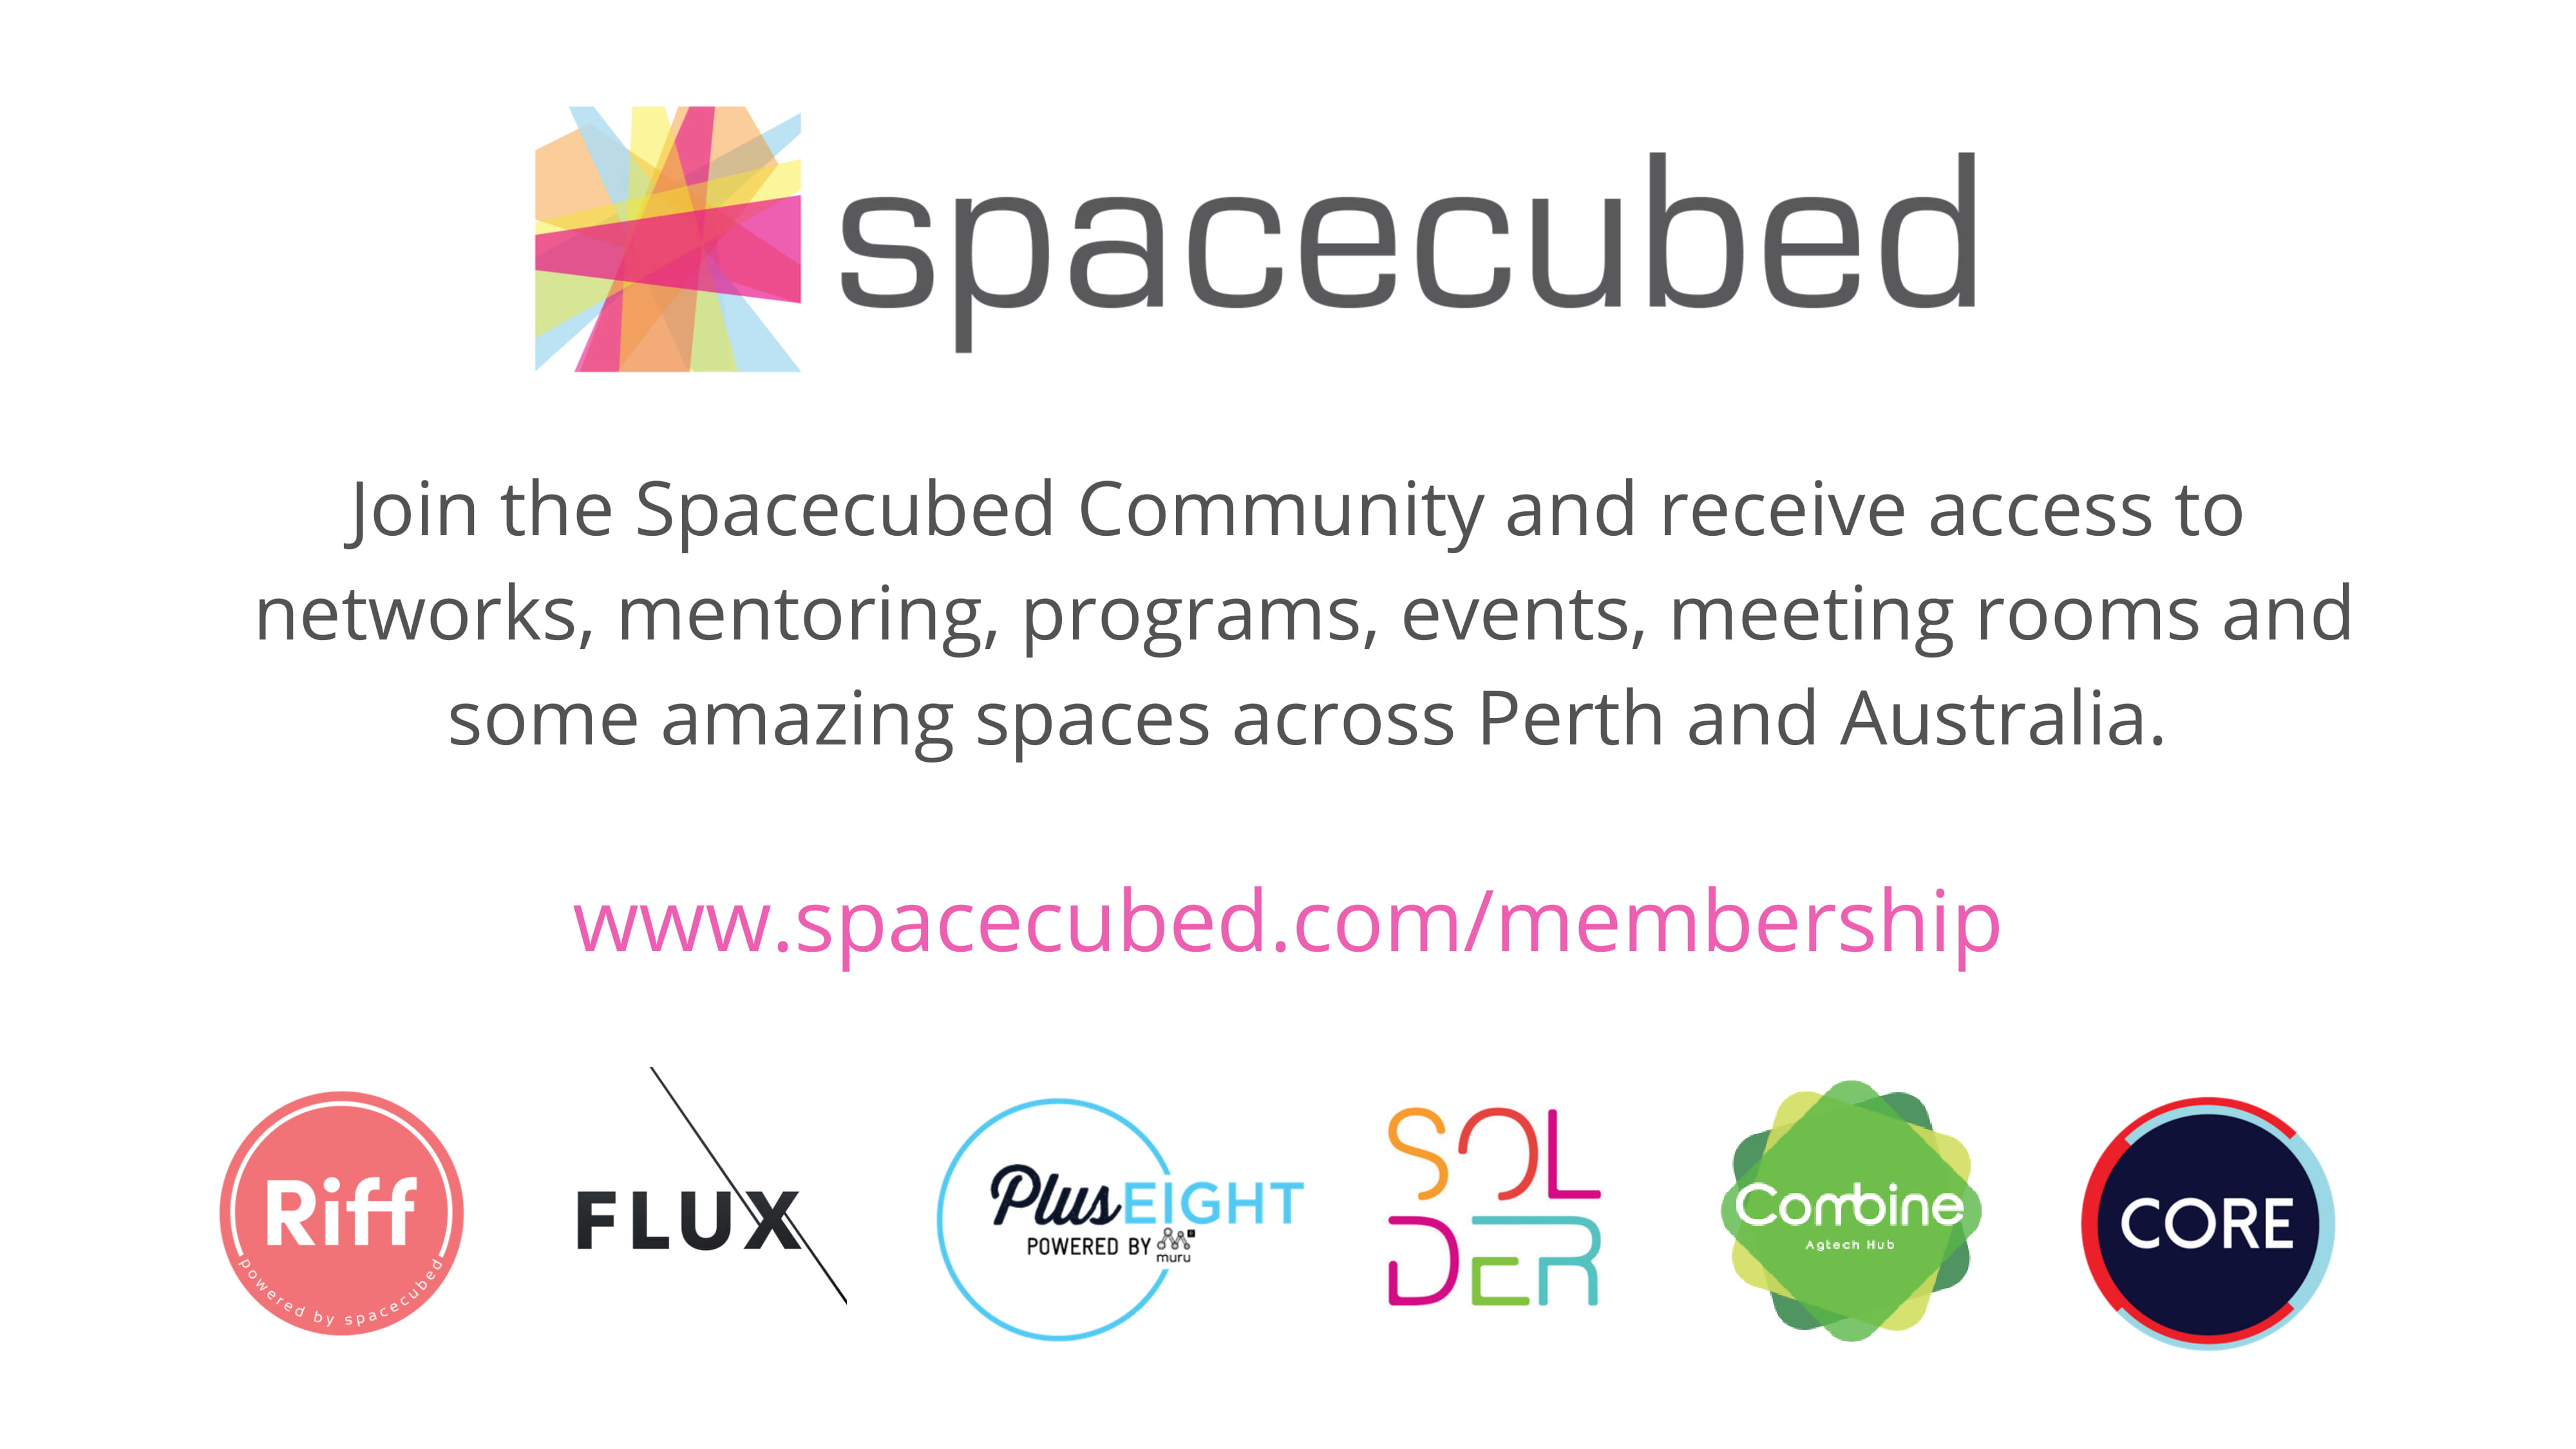 spacecubed
Join the Spacecubed Community and receive access to
networks, mentoring, programs, events, meeting rooms and
some amazing spaces across Perth and Australia.
www.spacecubed.com/membership
Riff
powered by spacecubed
FLUX
PlusEIGHT
POWERED BY muru
SOL
DER
Combine
Agtech Hub
CORE